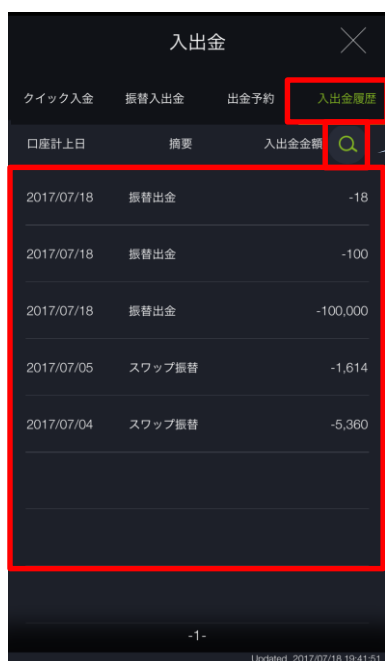 入出金
クイック入金 振替入出金 出金予約 入出金履歴
口座計上日 摘要 入出金金額
2017/07/18 振替出金 -18
2017/07/18 振替出金 -100
2017/07/18 振替出金 -100,000
2017/07/05 スワップ振替 -1,614
2017/07/04 スワップ振替 -5,360
-1-
Updated 2017/07/18 19:41:51